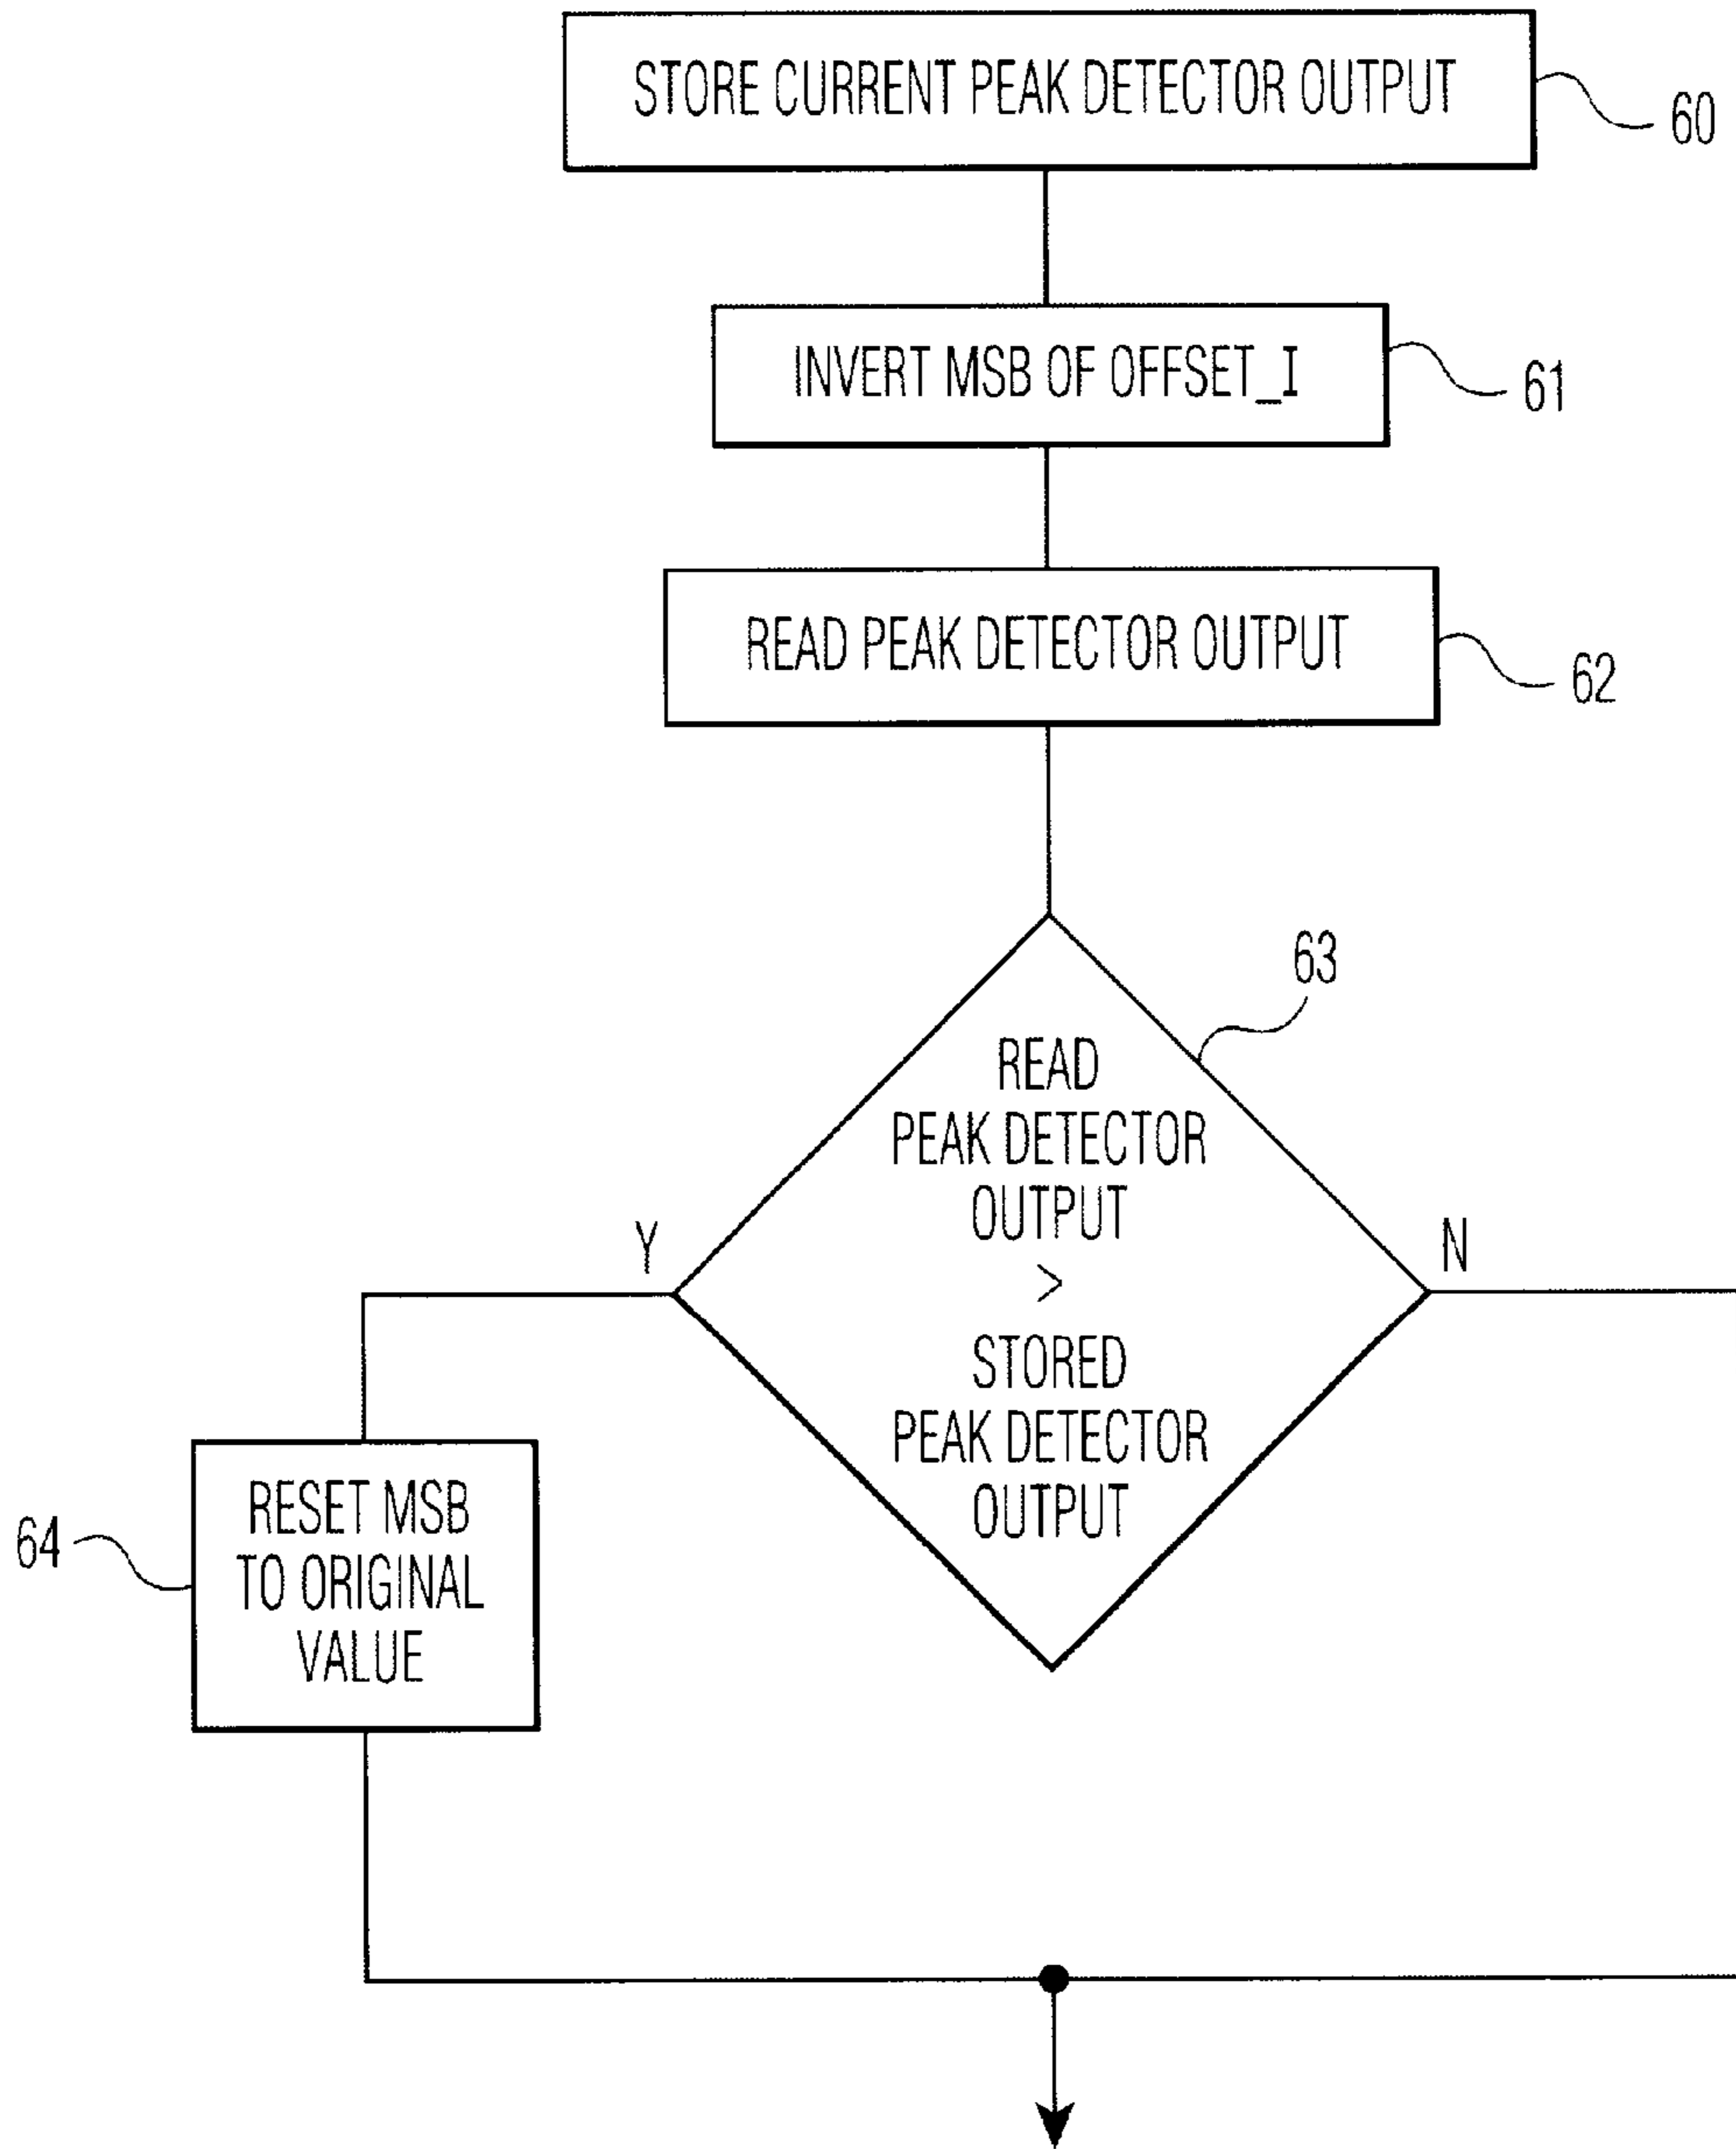 STORE CURRENT PEAK DETECTOR OUTPUT
60
INVERT MSB OF OFFSET_I
61
READ PEAK DETECTOR OUTPUT
62
63
READ
PEAK DETECTOR
OUTPUT
>
STORED
PEAK DETECTOR
OUTPUT
Y
N
64
RESET MSB
TO ORIGINAL
VALUE